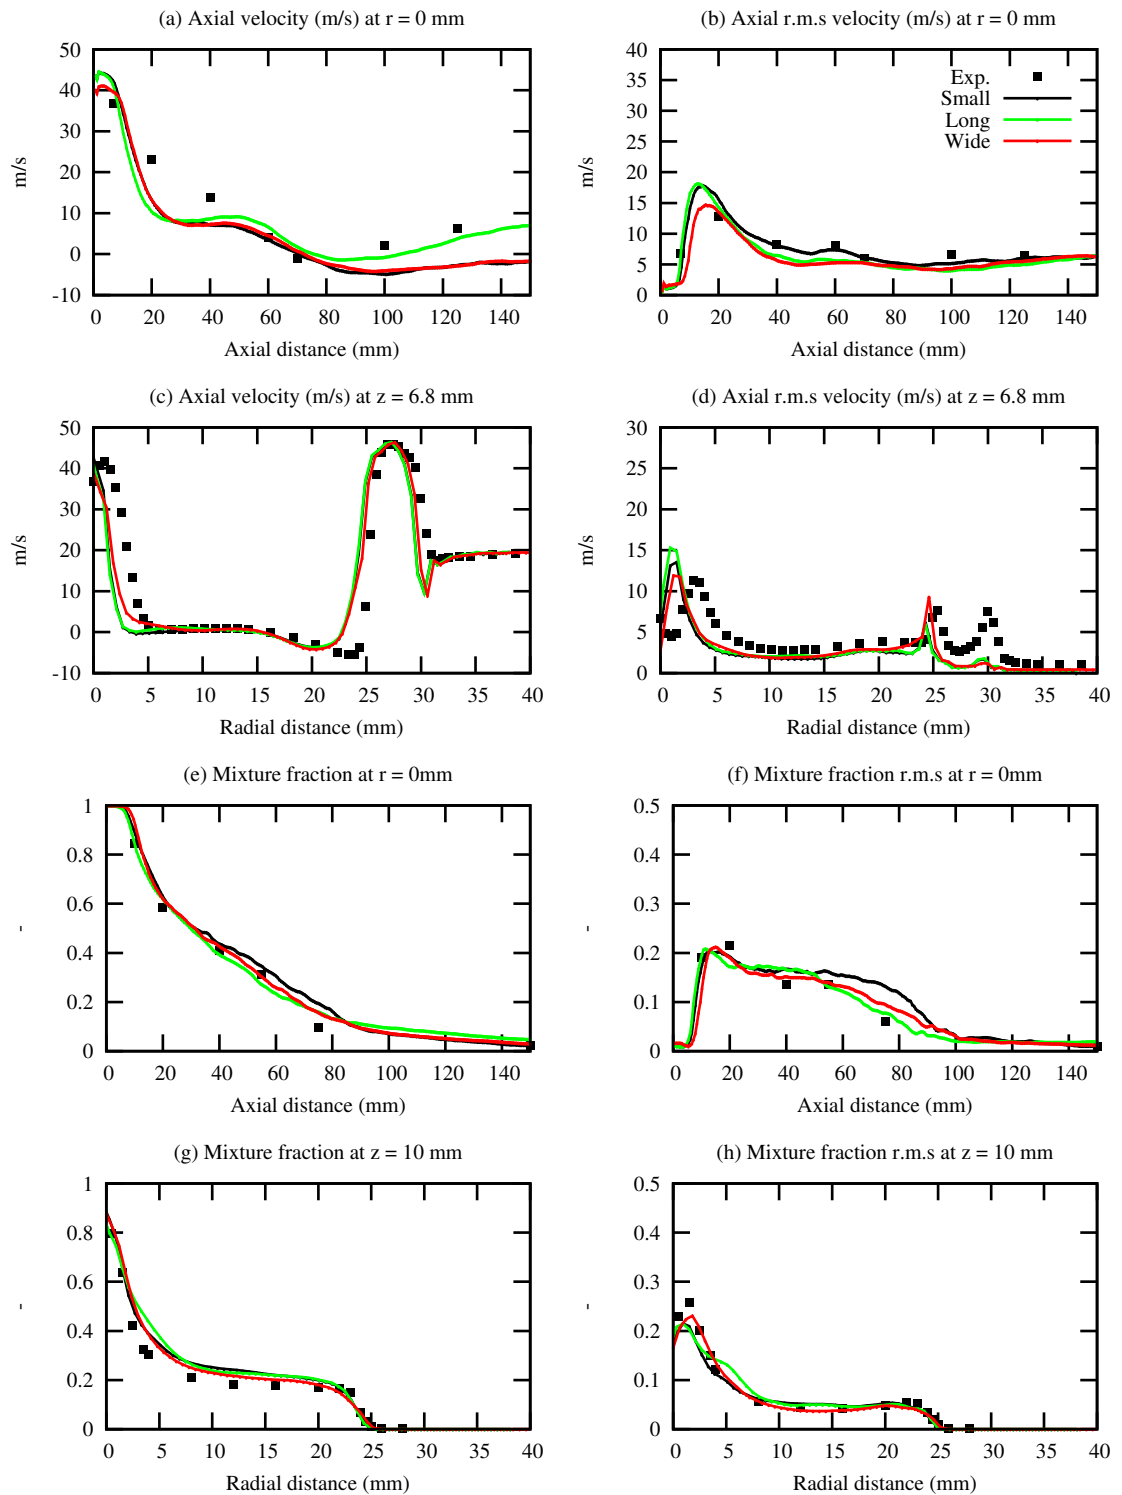 (a) Axial velocity (m/s) at r = 0 mm
50
40
30
20
10
0
-10
m/s
0 20 40 60 80 100 120 140
Axial distance (mm)
(b) Axial r.m.s velocity (m/s) at r = 0 mm
40
35
30
25
20
15
10
5
0
m/s
Exp.
Small
Long
Wide
0 20 40 60 80 100 120 140
Axial distance (mm)
(c) Axial velocity (m/s) at z = 6.8 mm
50
40
30
20
10
0
-10
m/s
0 5 10 15 20 25 30 35 40
Radial distance (mm)
(d) Axial r.m.s velocity (m/s) at z = 6.8 mm
30
25
20
15
10
5
0
m/s
0 5 10 15 20 25 30 35 40
Radial distance (mm)
(e) Mixture fraction at r = 0mm
1
0.8
0.6
0.4
0.2
0
-
0 20 40 60 80 100 120 140
Axial distance (mm)
(f) Mixture fraction r.m.s at r = 0mm
0.5
0.4
0.3
0.2
0.1
0
-
0 20 40 60 80 100 120 140
Axial distance (mm)
(g) Mixture fraction at z = 10 mm
1
0.8
0.6
0.4
0.2
0
-
0 5 10 15 20 25 30 35 40
Radial distance (mm)
(h) Mixture fraction r.m.s at z = 10 mm
0.5
0.4
0.3
0.2
0.1
0
-
0 5 10 15 20 25 30 35 40
Radial distance (mm)